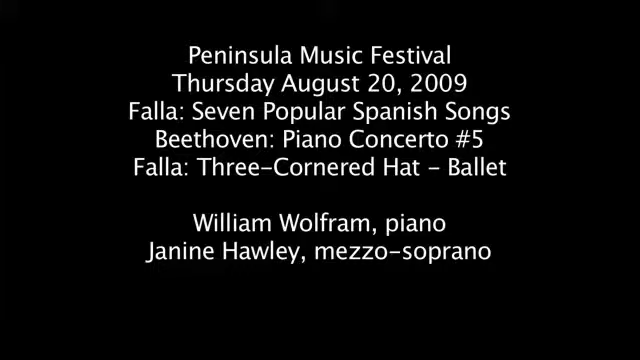 Peninsula Music Festival
Thursday August 20, 2009
Falla: Seven Popular Spanish Songs
Beethoven: Piano Concerto #5
Falla: Three-Cornered Hat - Ballet
William Wolfram, piano
Janine Hawley, mezzo-soprano